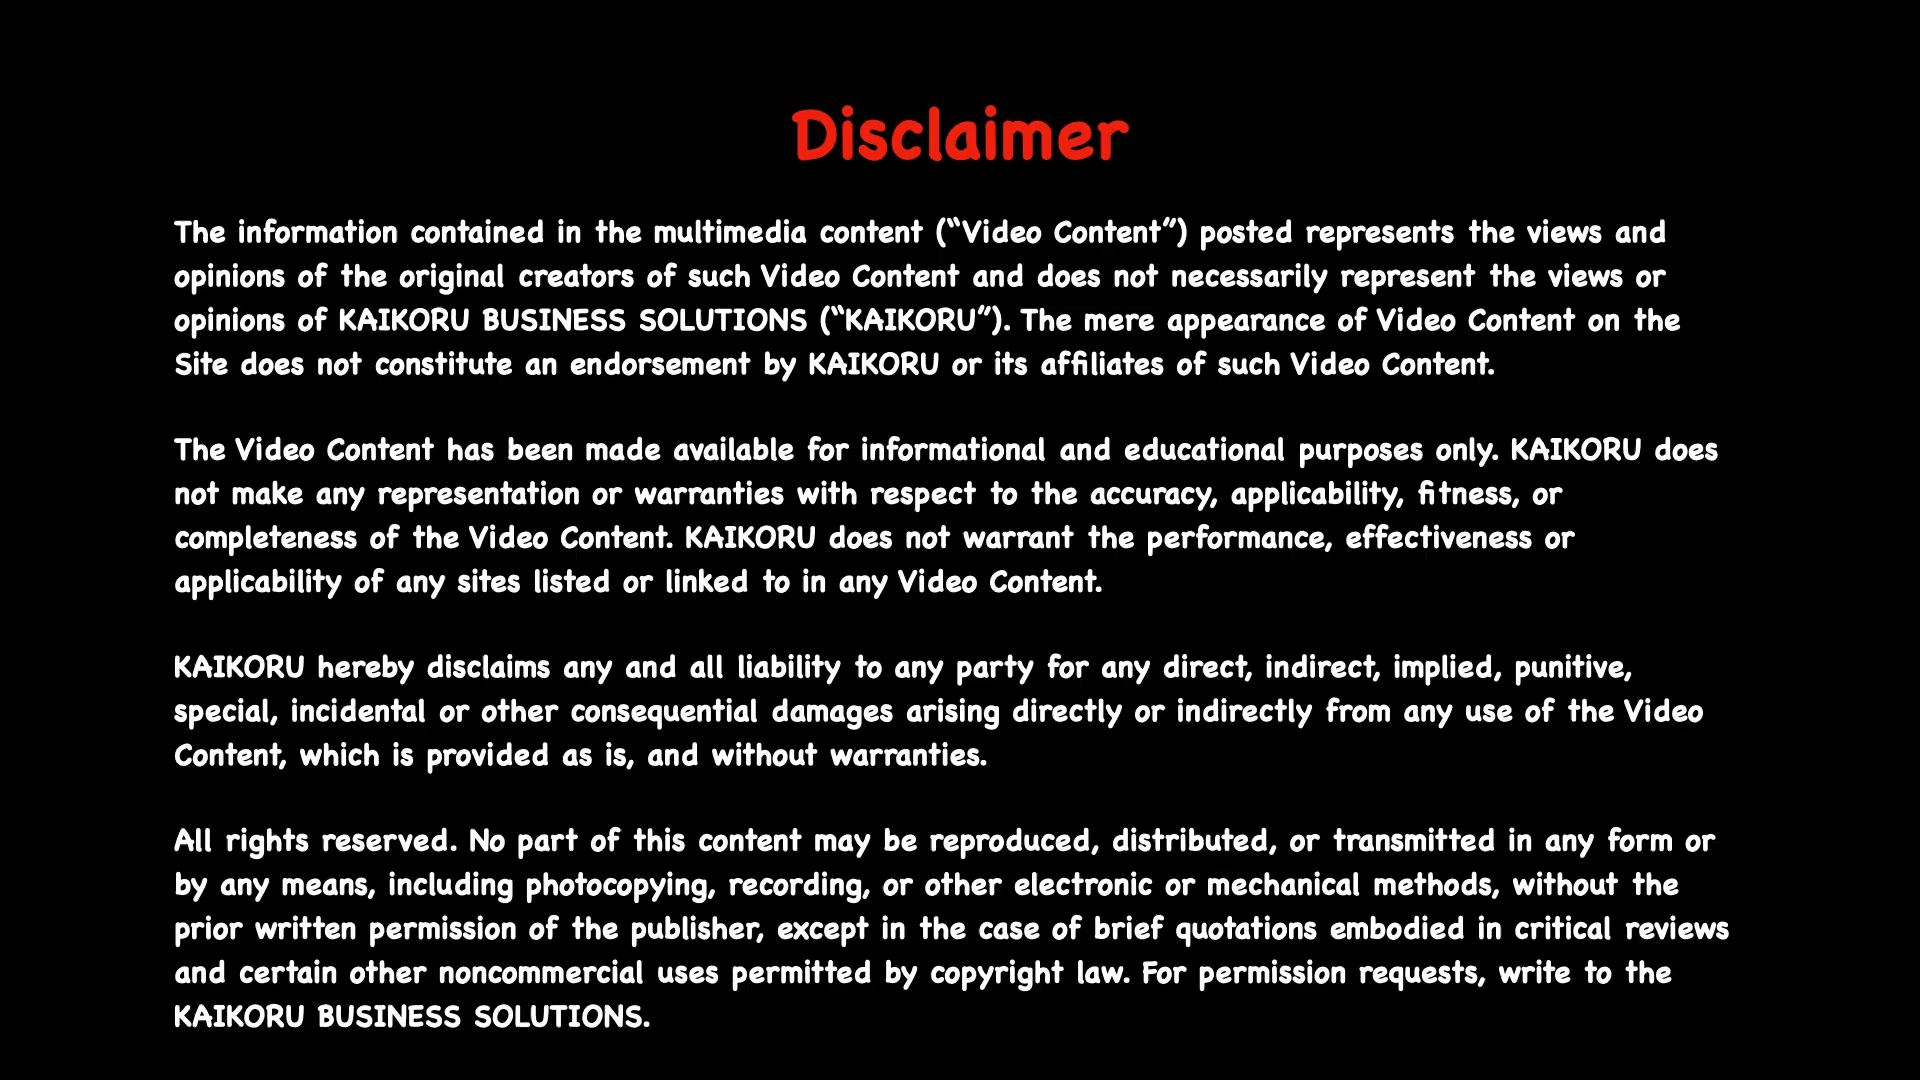 Disclaimer
The information contained in the multimedia content (“Video Content”) posted represents the views and
opinions of the original creators of such Video Content and does not necessarily represent the views or
opinions of KAIKORU BUSINESS SOLUTIONS (“KAIKORU”). The mere appearance of Video Content on the
Site does not constitute an endorsement by KAIKORU or its affiliates of such Video Content.
The Video Content has been made available for informational and educational purposes only. KAIKORU does
not make any representation or warranties with respect to the accuracy, applicability, fitness, or
completeness of the Video Content. KAIKORU does not warrant the performance, effectiveness or
applicability of any sites listed or linked to in any Video Content.
KAIKORU hereby disclaims any and all liability to any party for any direct, indirect, implied, punitive,
special, incidental or other consequential damages arising directly or indirectly from any use of the Video
Content, which is provided as is, and without warranties.
All rights reserved. No part of this content may be reproduced, distributed, or transmitted in any form or
by any means, including photocopying, recording, or other electronic or mechanical methods, without the
prior written permission of the publisher, except in the case of brief quotations embodied in critical reviews
and certain other noncommercial uses permitted by copyright law. For permission requests, write to the
KAIKORU BUSINESS SOLUTIONS.